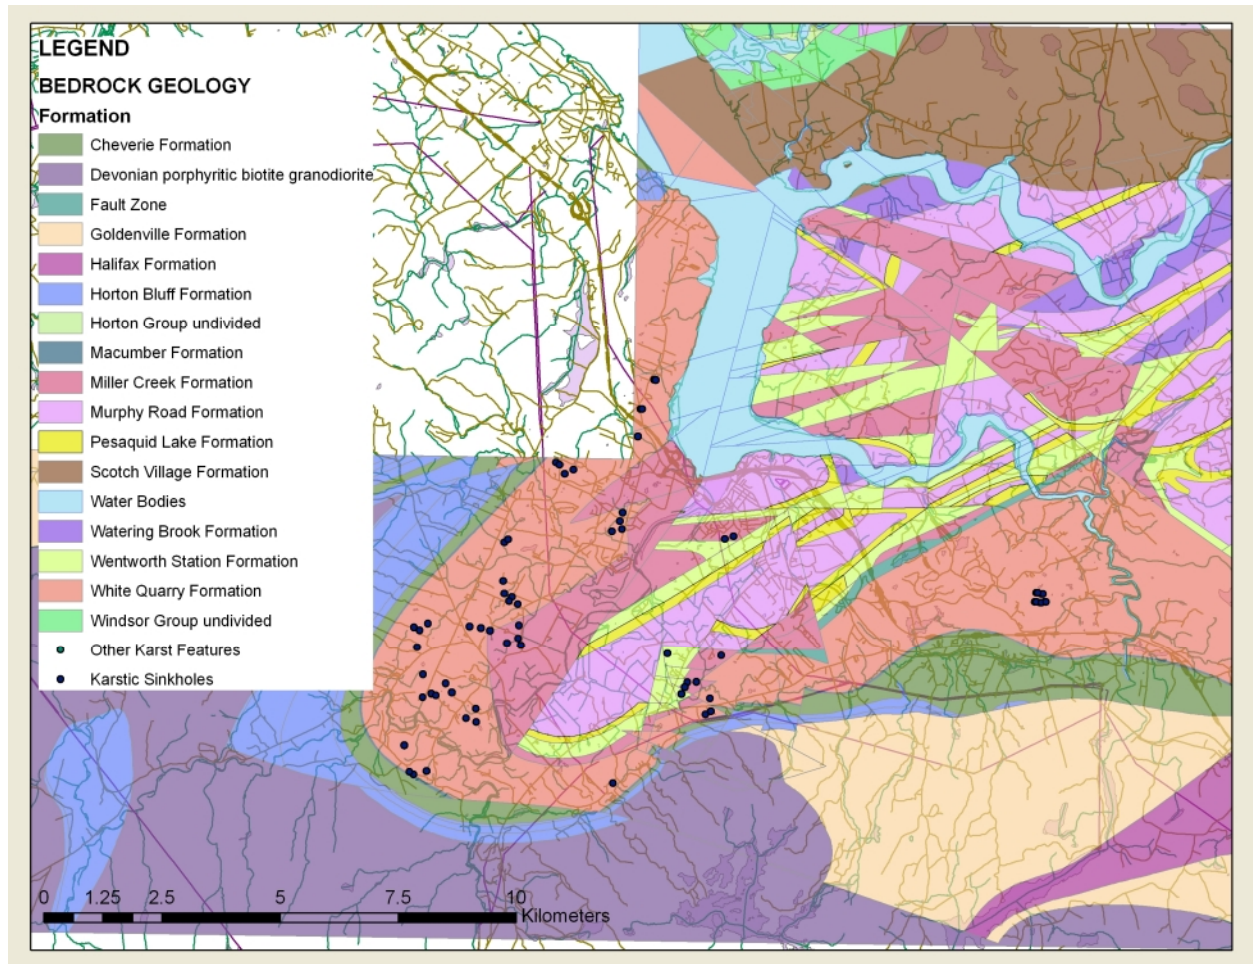 LEGEND
BEDROCK GEOLOGY
Formation
Cheverie Formation
Devonian porphyritic biotite granodiorite
Fault Zone
Goldenville Formation
Halifax Formation
Horton Bluff Formation
Horton Group undivided
Macumber Formation
Miller Creek Formation
Murphy Road Formation
Pesaquid Lake Formation
Scotch Village Formation
Water Bodies
Watering Brook Formation
Wentworth Station Formation
White Quarry Formation
Windsor Group undivided
Other Karst Features
Karstic Sinkholes
0 1.25 2.5 5 7.5 10
Kilometers